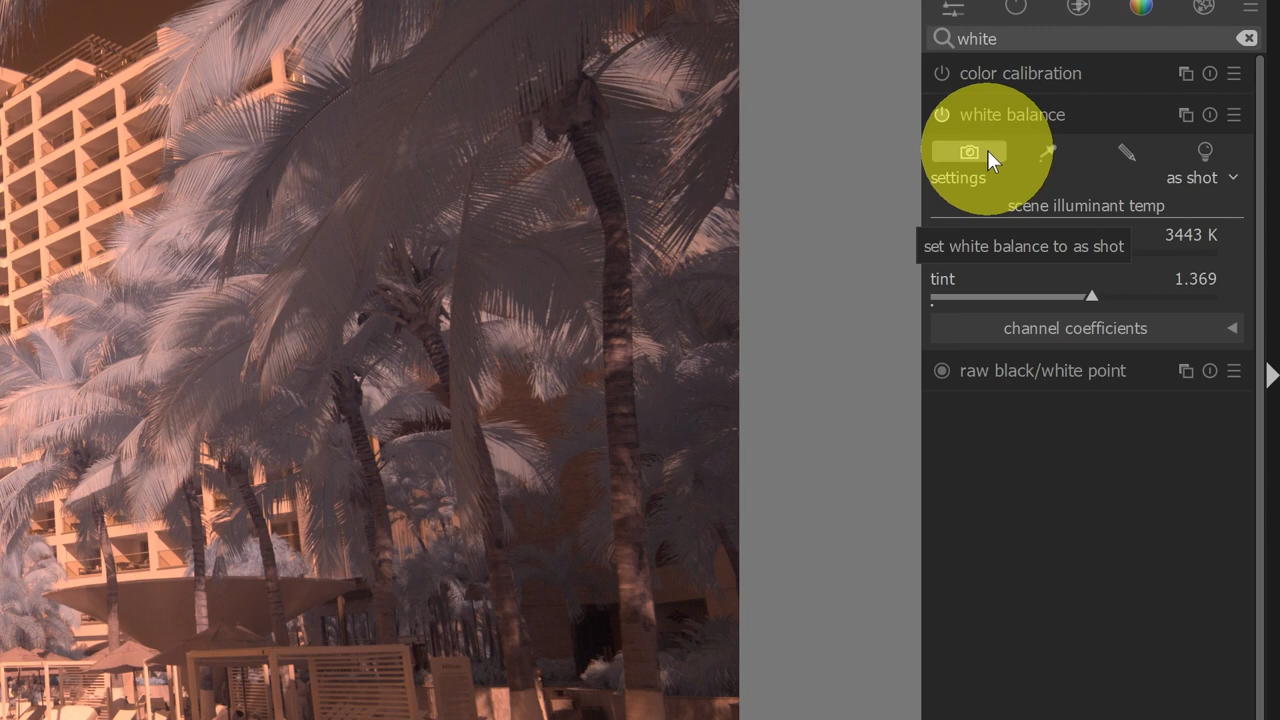 white
color calibration
white balance
settings as shot
scene illuminant temp
3443 K
set white balance to as shot
tint 1.369
channel coefficients
raw black/white point